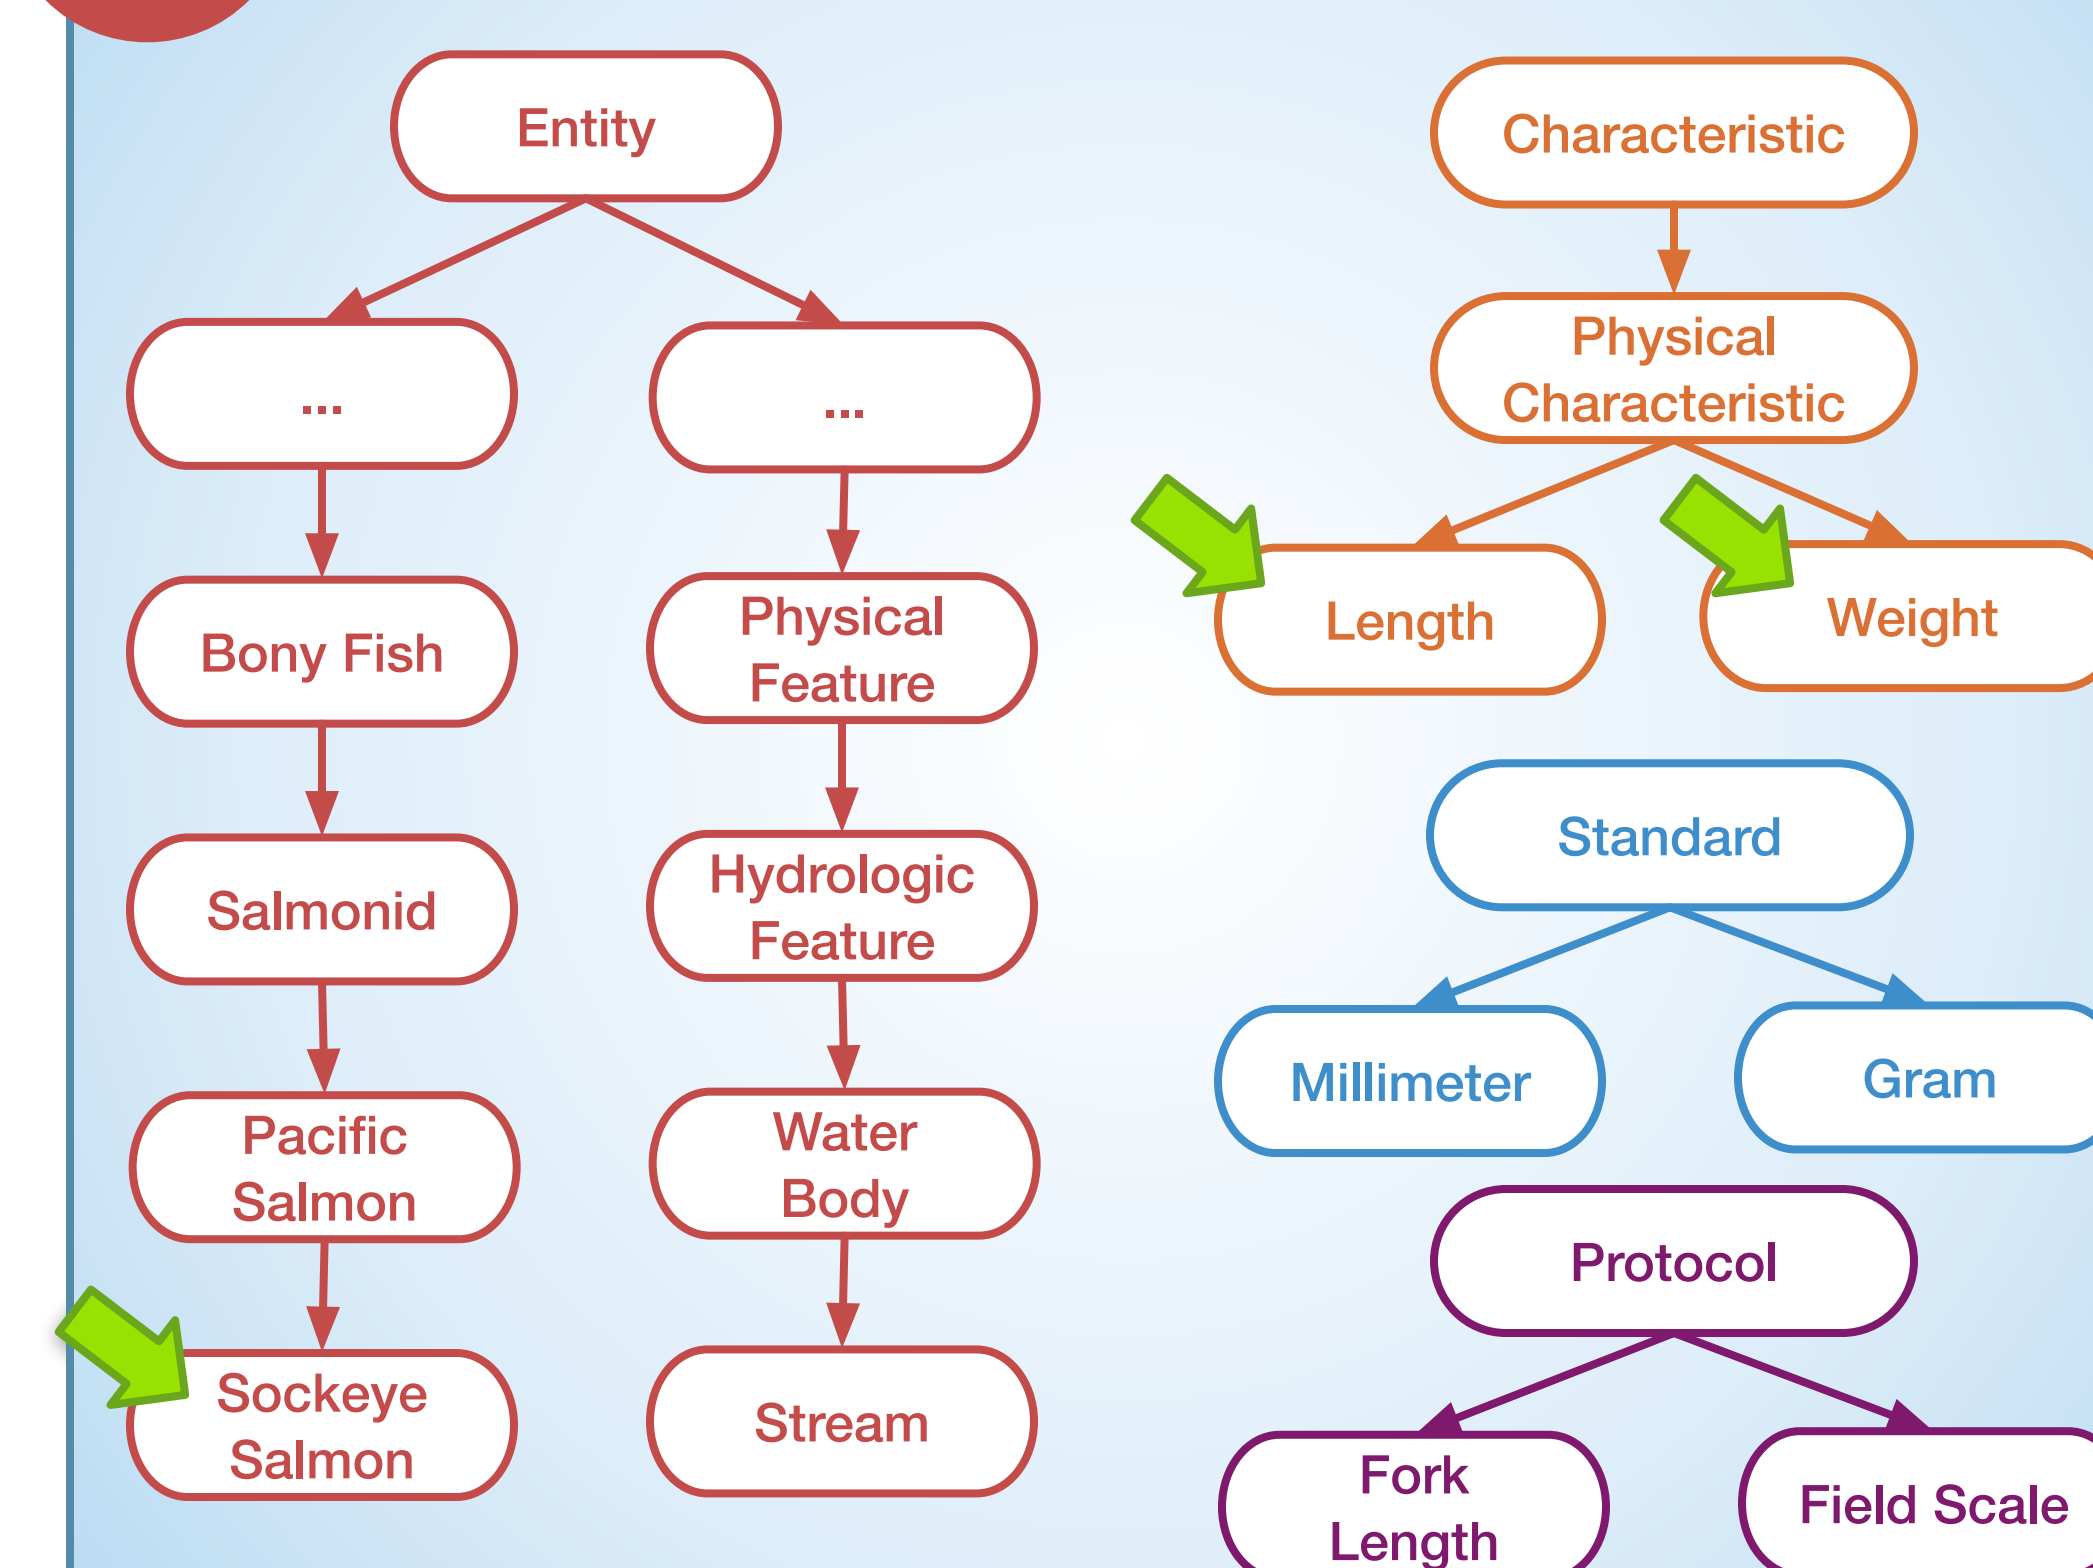 Entity
...
...
Bony Fish
Physical
Feature
Salmonid
Hydrologic
Feature
Pacific
Salmon
Water
Body
Sockeye
Salmon
Stream
Characteristic
Physical
Characteristic
Length
Weight
Standard
Millimeter
Gram
Protocol
Fork
Length
Field Scale